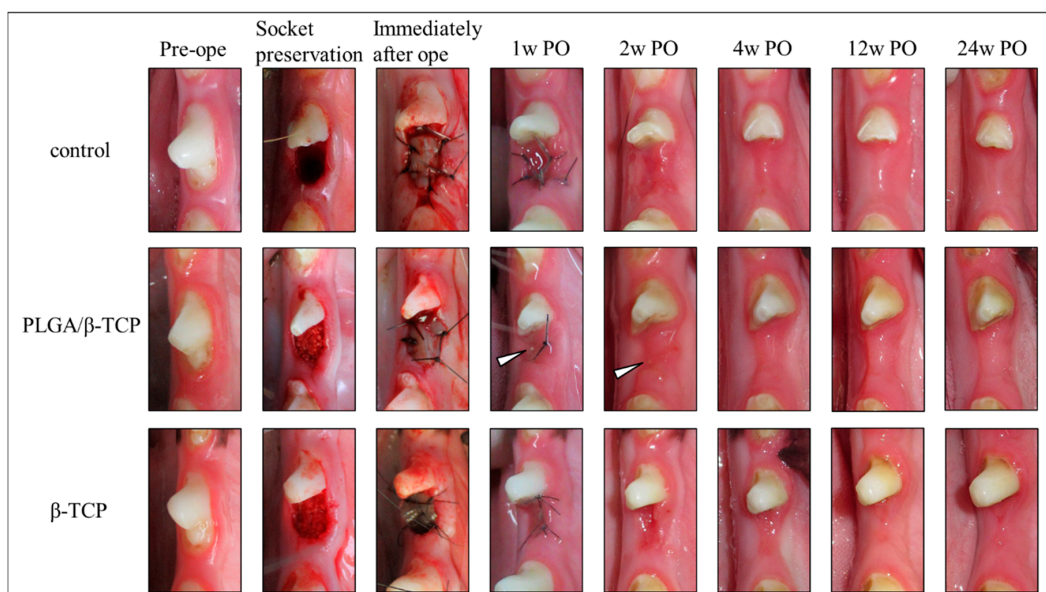 Pre-ope
Socket
preservation
Immediately
after ope
1w PO
2w PO
4w PO
12w PO
24w PO
control
PLGA/β-TCP
β-TCP